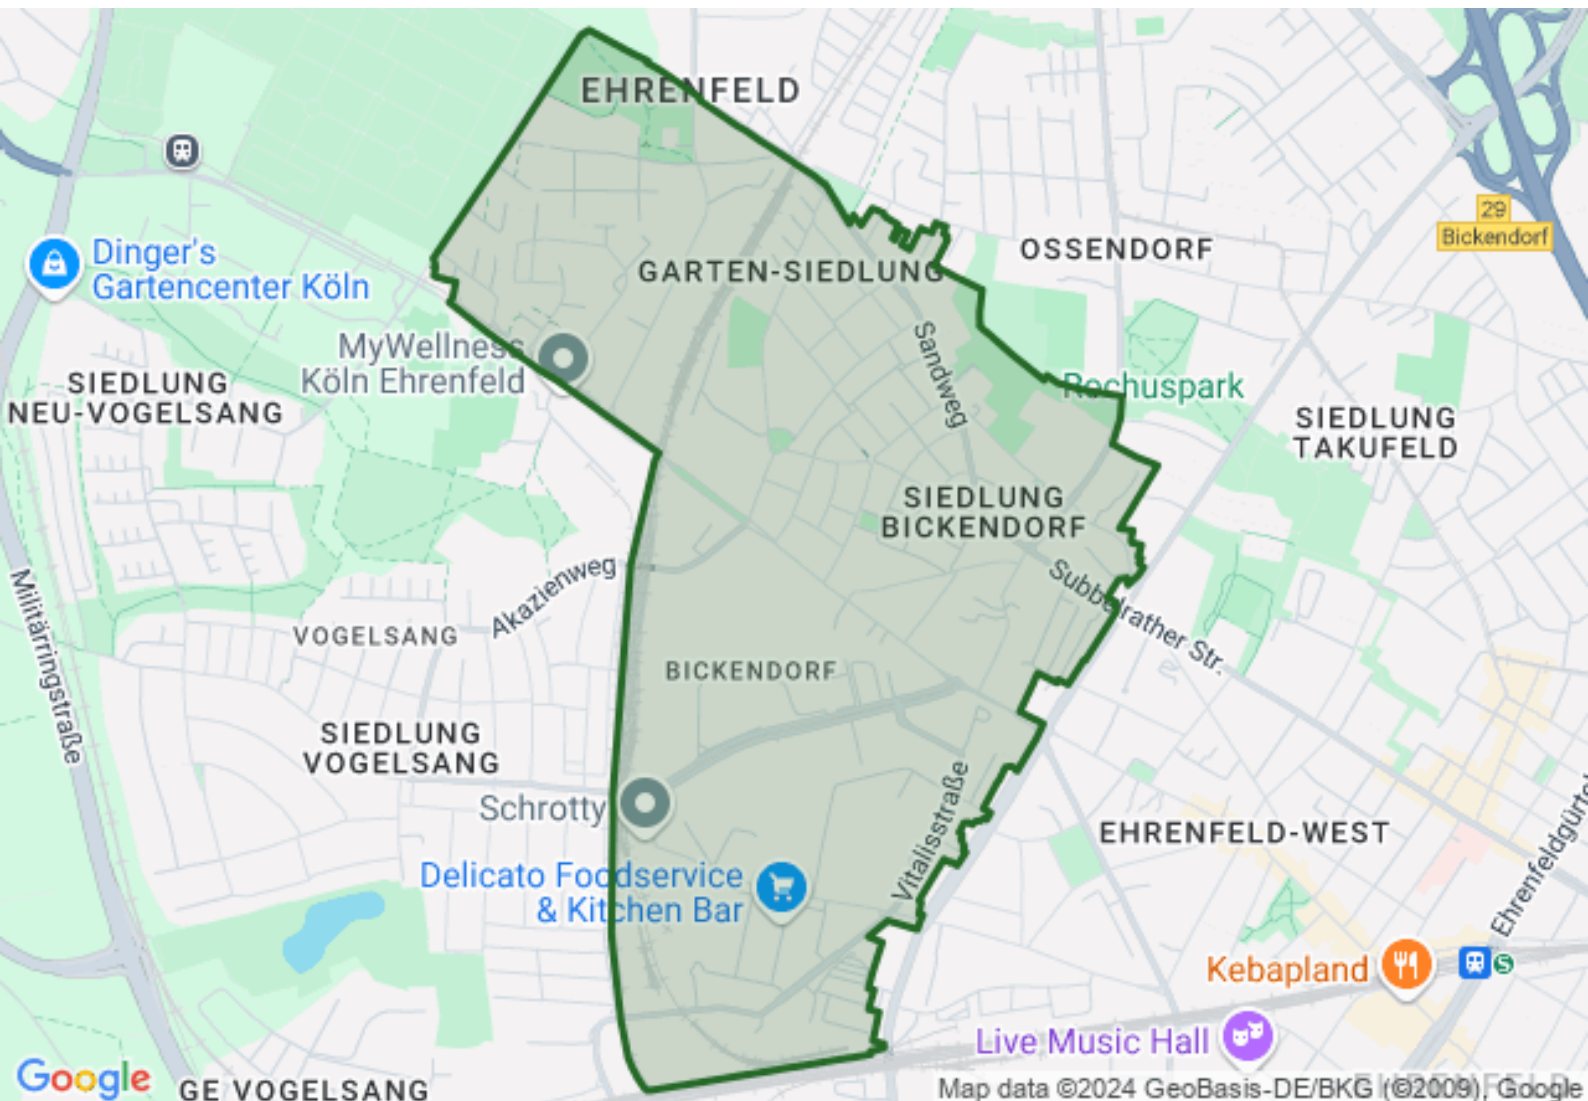 EHRENFELD
29
Bickendorf
Dinger's
Gartencenter Köln
OSSENDORF
GARTEN-SIEDLUNG
MyWellness
Köln Ehrenfeld
SIEDLUNG
NEU-VOGELSANG
Sandweg
Rochuspark
SIEDLUNG
TAKUFELD
SIEDLUNG
BICKENDORF
Militärringstraße
Akazienweg
Subbelrather Str.
VOGELSANG
BICKENDORF
SIEDLUNG
VOGELSANG
Schrotty
Vitalisstraße
EHRENFELD-WEST
Ehrenfeldgürtel
Delicato Foodservice
& Kitchen Bar
Kebapland
S
Live Music Hall
Google
GE VOGELSANG
EHRENFELD
Map data ©2024 GeoBasis-DE/BKG (©2009), Google